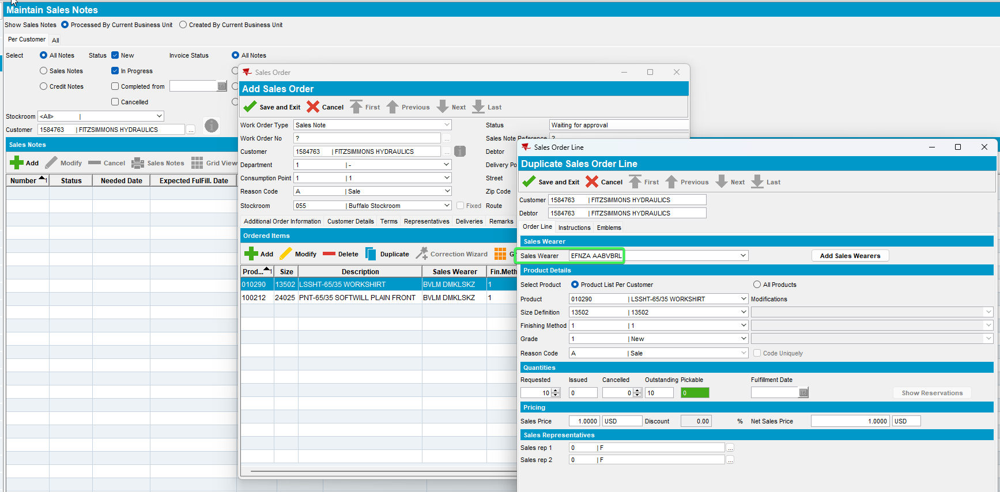 Maintain Sales Notes
Show Sales Notes Processed By Current Business Unit Created By Current Business Unit
Per Customer All
Select All Notes Status New Invoice Status All Notes
Sales Notes In Progress
Credit Notes Completed from 16
Cancelled
Stockroom <All> |
Customer 1584763 | FITZSIMMONS HYDRAULICS ... i
Sales Notes
Add Modify Cancel Sales Notes Grid View
Number 1 Status Needed Date Expected FulFill. Date
Sales Order
Add Sales Order
Save and Exit Cancel First Previous Next Last
Work Order Type Sales Note Status Waiting for approval
Work Order No ? ... Sales Note Reference ?
Customer 1584763 | FITZSIMMONS HYDRAULICS ... i Debtor
Department 1 | - Delivery Po
Consumption Point 1 | 1 Street
Reason Code A | Sale Zip Code
Stockroom 055 | Buffalo Stockroom Fixed Route
Additional Order Information Customer Details Terms Representatives Deliveries Remarks
Ordered Items
Add Modify Delete Duplicate Correction Wizard G
Prod... 1 Size Description Sales Wearer Fin.Meth
010290 13502 LSSHT-65/35 WORKSHIRT BVLM DMKLSKZ 1
100212 24025 PNT-65/35 SOFTWILL PLAIN FRONT BVLM DMKLSKZ 1
Sales Order Line
Duplicate Sales Order Line
Save and Exit Cancel First Previous Next Last
Customer 1584763 | FITZSIMMONS HYDRAULICS
Debtor 1584763 | FITZSIMMONS HYDRAULICS
Order Line Instructions Emblems
Sales Wearer
Sales Wearer EFNZA AABVBRL Add Sales Wearers
Product Details
Select Product Product List Per Customer All Products
Product 010290 | LSSHT-65/35 WORKSHIRT Modifications
Size Definition 13502 | 13502
Finishing Method 1 | 1
Grade 1 | New
Reason Code A | Sale Code Uniquely
Quantities
Requested Issued Cancelled Outstanding Pickable Fulfillment Date
10 0 0 10 0 16 Show Reservations
Pricing
Sales Price 1.0000 USD Discount 0.00 % Net Sales Price 1.0000 USD
Sales Representatives
Sales rep 1 0 | F ...
Sales rep 2 0 | F ...